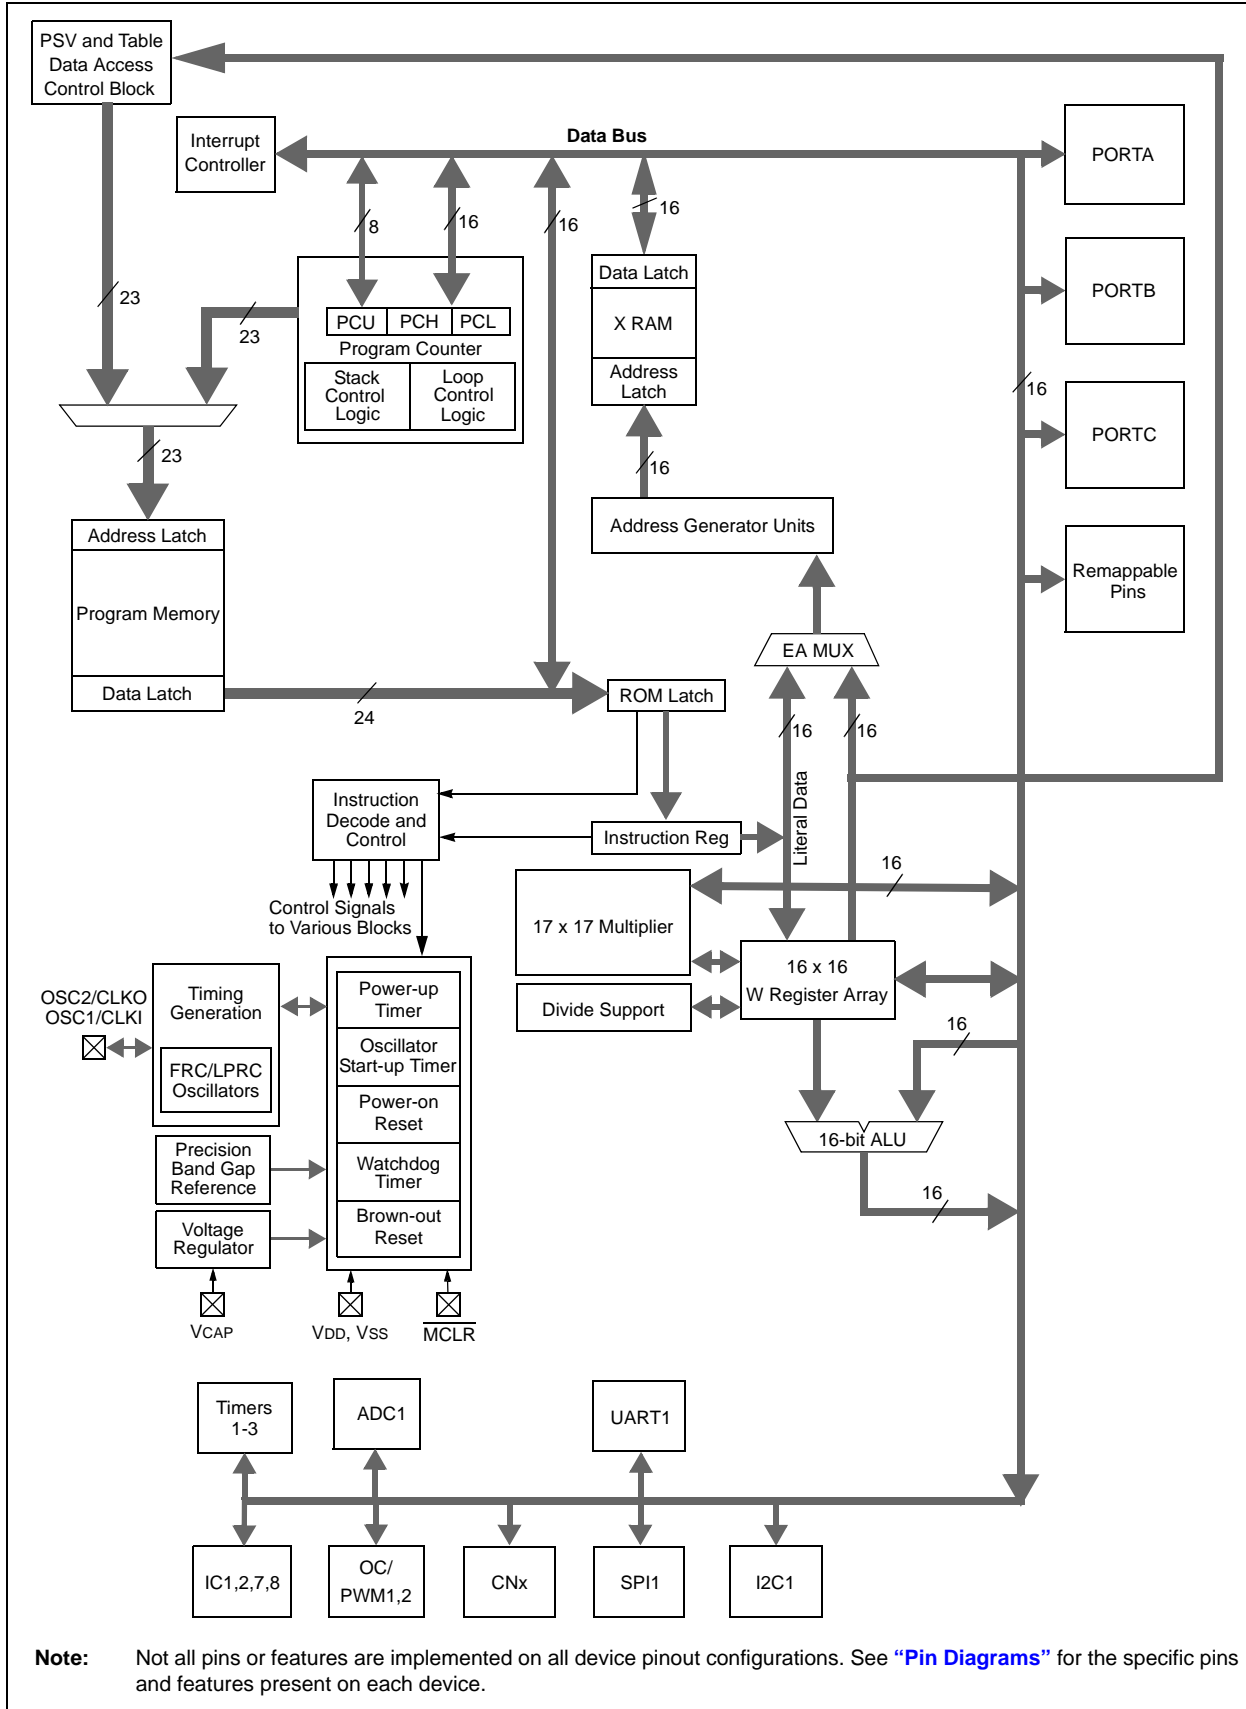 PSV and Table
Data Access
Control Block
Interrupt
Controller
Data Bus
PORTA
8
16
16
16
23
23
PCU
PCH
PCL
Program Counter
Stack
Control
Logic
Loop
Control
Logic
Data Latch
X RAM
Address
Latch
PORTB
16
PORTC
23
16
Address Latch
Program Memory
Data Latch
Address Generator Units
Remappable
Pins
EA MUX
24
ROM Latch
16
16
Literal Data
Instruction
Decode and
Control
Instruction Reg
16
Control Signals
to Various Blocks
17 x 17 Multiplier
16 x 16
W Register Array
Divide Support
OSC2/CLKO
OSC1/CLKI
Timing
Generation
FRC/LPRC
Oscillators
Power-up
Timer
Oscillator
Start-up Timer
Power-on
Reset
Watchdog
Timer
Brown-out
Reset
16
16-bit ALU
16
Precision
Band Gap
Reference
Voltage
Regulator
VCAP
VDD, VSS
MCLR
Timers
1-3
ADC1
UART1
IC1,2,7,8
OC/
PWM1,2
CNx
SPI1
I2C1
Note: Not all pins or features are implemented on all device pinout configurations. See “Pin Diagrams” for the specific pins
and features present on each device.